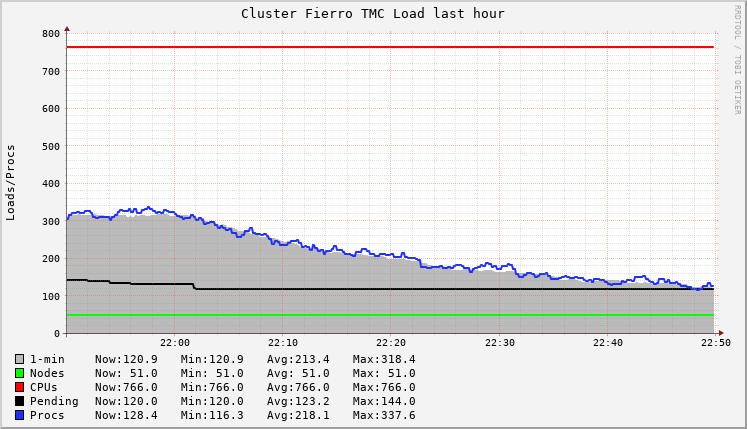 Cluster Fierro TMC Load last hour
RRDTOOL / TOBI OETIKER
Loads/Procs
800
700
600
500
400
300
200
100
0
22:00 22:10 22:20 22:30 22:40 22:50
1-min Now:120.9 Min:120.9 Avg:213.4 Max:318.4
Nodes Now: 51.0 Min: 51.0 Avg: 51.0 Max: 51.0
CPUs Now:766.0 Min:766.0 Avg:766.0 Max:766.0
Pending Now:120.0 Min:120.0 Avg:123.2 Max:144.0
Procs Now:128.4 Min:116.3 Avg:218.1 Max:337.6